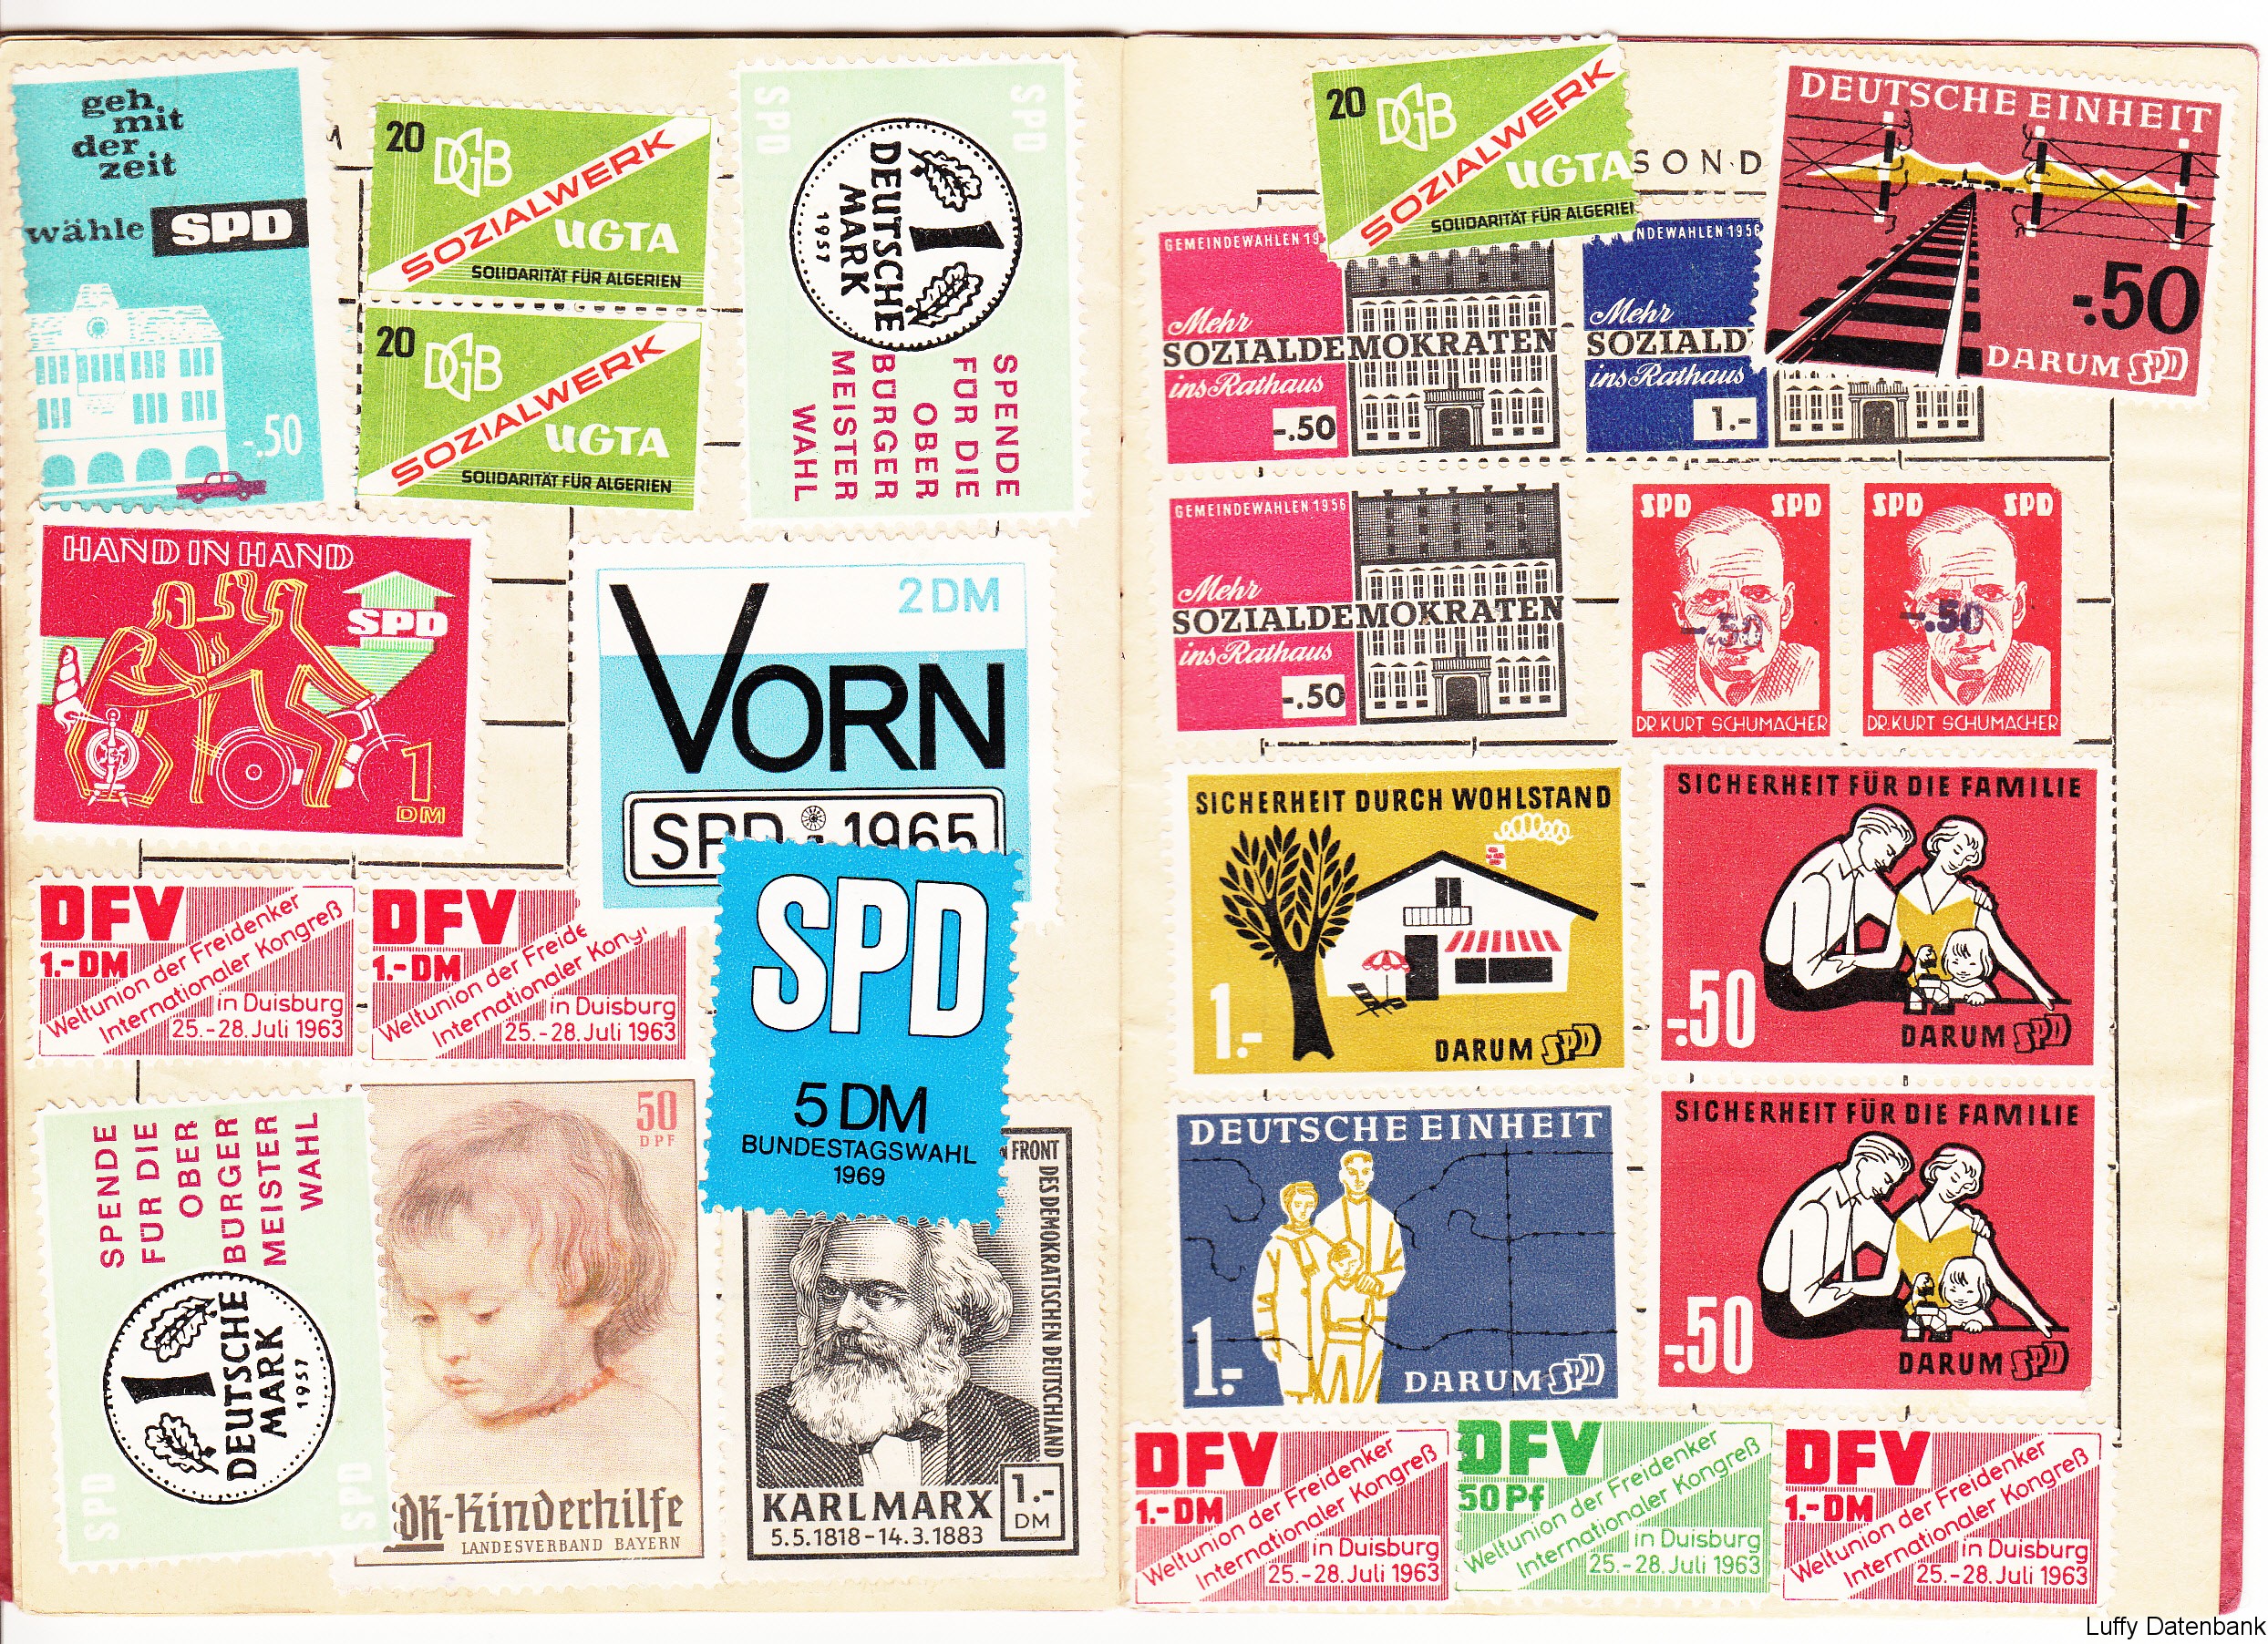 geh
mit
der
zeit
wähle SPD
-.50
20 DGB
SOZIALWERK
UGTA
SOLIDARITÄT FÜR ALGERIEN
20 DGB
SOZIALWERK
UGTA
SOLIDARITÄT FÜR ALGERIEN
SPD SPD
1
DEUTSCHE
MARK
1957
SPENDE
FÜR DIE
OBER
BÜRGER
MEISTER
WAHL
HAND IN HAND
SPD
1
DM
2 DM
VORN
SPD 1965
DFV
1.-DM
Weltunion der Freidenker
Internationaler Kongreß
in Duisburg
25.-28. Juli 1963
DFV
1.-DM
Weltunion der
Internationaler
in Duisburg
25.-28. Juli 1963
SPD
5 DM
BUNDESTAGSWAHL
1969
SPENDE
FÜR DIE
OBER
BÜRGER
MEISTER
WAHL
1
DEUTSCHE
MARK
1957
SPD SPD
50
DPF
-Kinderhilfe
LANDESVERBAND BAYERN
FRONT
DES DEMOKRATISCHEN DEUTSCHLAND
KARL MARX
5.5.1818-14.3.1883
1.-
DM
20 DGB
SOZIALWERK
UGTA
SOLIDARITÄT FÜR
SOND
DEUTSCHE EINHEIT
-.50
DARUM SPD
GEMEINDEWAHLEN 19
Mehr
SOZIALDEMOKRATEN
ins Rathaus
-.50
NDEWAHLEN 1956
Mehr
SOZIALD
ins Rathaus
1.-
GEMEINDEWAHLEN 1956
Mehr
SOZIALDEMOKRATEN
ins Rathaus
-.50
SPD SPD
-.50
DR. KURT SCHUMACHER
SPD SPD
-.50
DR. KURT SCHUMACHER
SICHERHEIT DURCH WOHLSTAND
1.-
DARUM SPD
SICHERHEIT FÜR DIE FAMILIE
-.50
DARUM SPD
DEUTSCHE EINHEIT
1.-
DARUM SPD
SICHERHEIT FÜR DIE FAMILIE
-.50
DARUM SPD
DFV
1.-DM
Weltunion der Freidenker
Internationaler Kongreß
in Duisburg
25.-28. Juli 1963
DFV
50 Pf
Weltunion der Freidenker
Internationaler Kongreß
in Duisburg
25.-28. Juli 1963
DFV
1.-DM
Weltunion der Freidenker
Internationaler Kongreß
in Duisburg
25.-28. Juli 1963
Luffy Datenbank